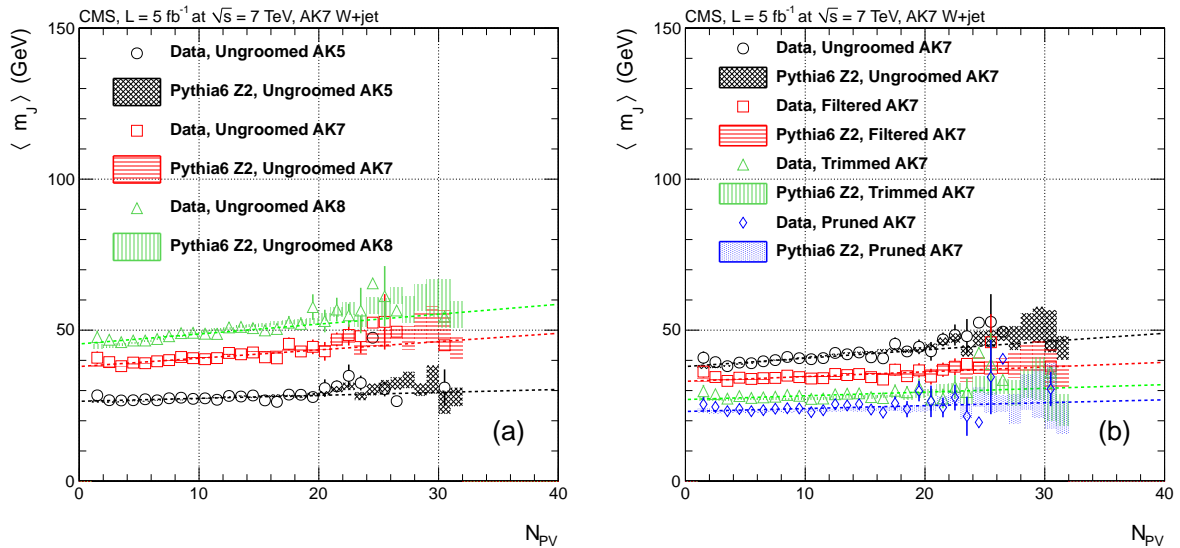 CMS, L = 5 fb⁻¹ at √s = 7 TeV, AK7 W+jet
⟨ m_J ⟩ (GeV)
150
100
50
0
Data, Ungroomed AK5
Pythia6 Z2, Ungroomed AK5
Data, Ungroomed AK7
Pythia6 Z2, Ungroomed AK7
Data, Ungroomed AK8
Pythia6 Z2, Ungroomed AK8
(a)
0 10 20 30 40
N_PV
CMS, L = 5 fb⁻¹ at √s = 7 TeV, AK7 W+jet
⟨ m_J ⟩ (GeV)
150
100
50
0
Data, Ungroomed AK7
Pythia6 Z2, Ungroomed AK7
Data, Filtered AK7
Pythia6 Z2, Filtered AK7
Data, Trimmed AK7
Pythia6 Z2, Trimmed AK7
Data, Pruned AK7
Pythia6 Z2, Pruned AK7
(b)
0 10 20 30 40
N_PV